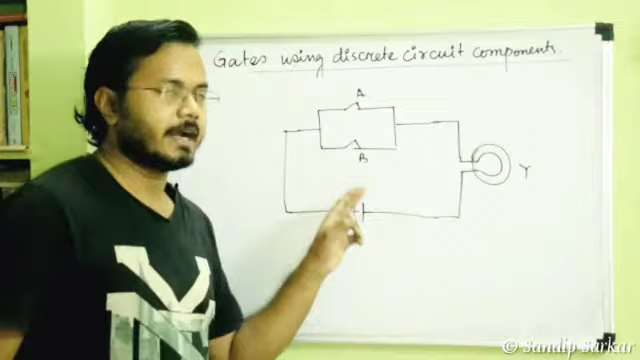 Gates using discrete circuit components.
A
B
Y
© Sandip Sarkar